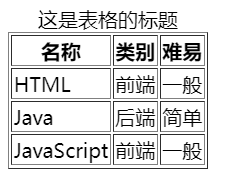 这是表格的标题
名称 类别 难易
HTML 前端 一般
Java 后端 简单
JavaScript 前端 一般